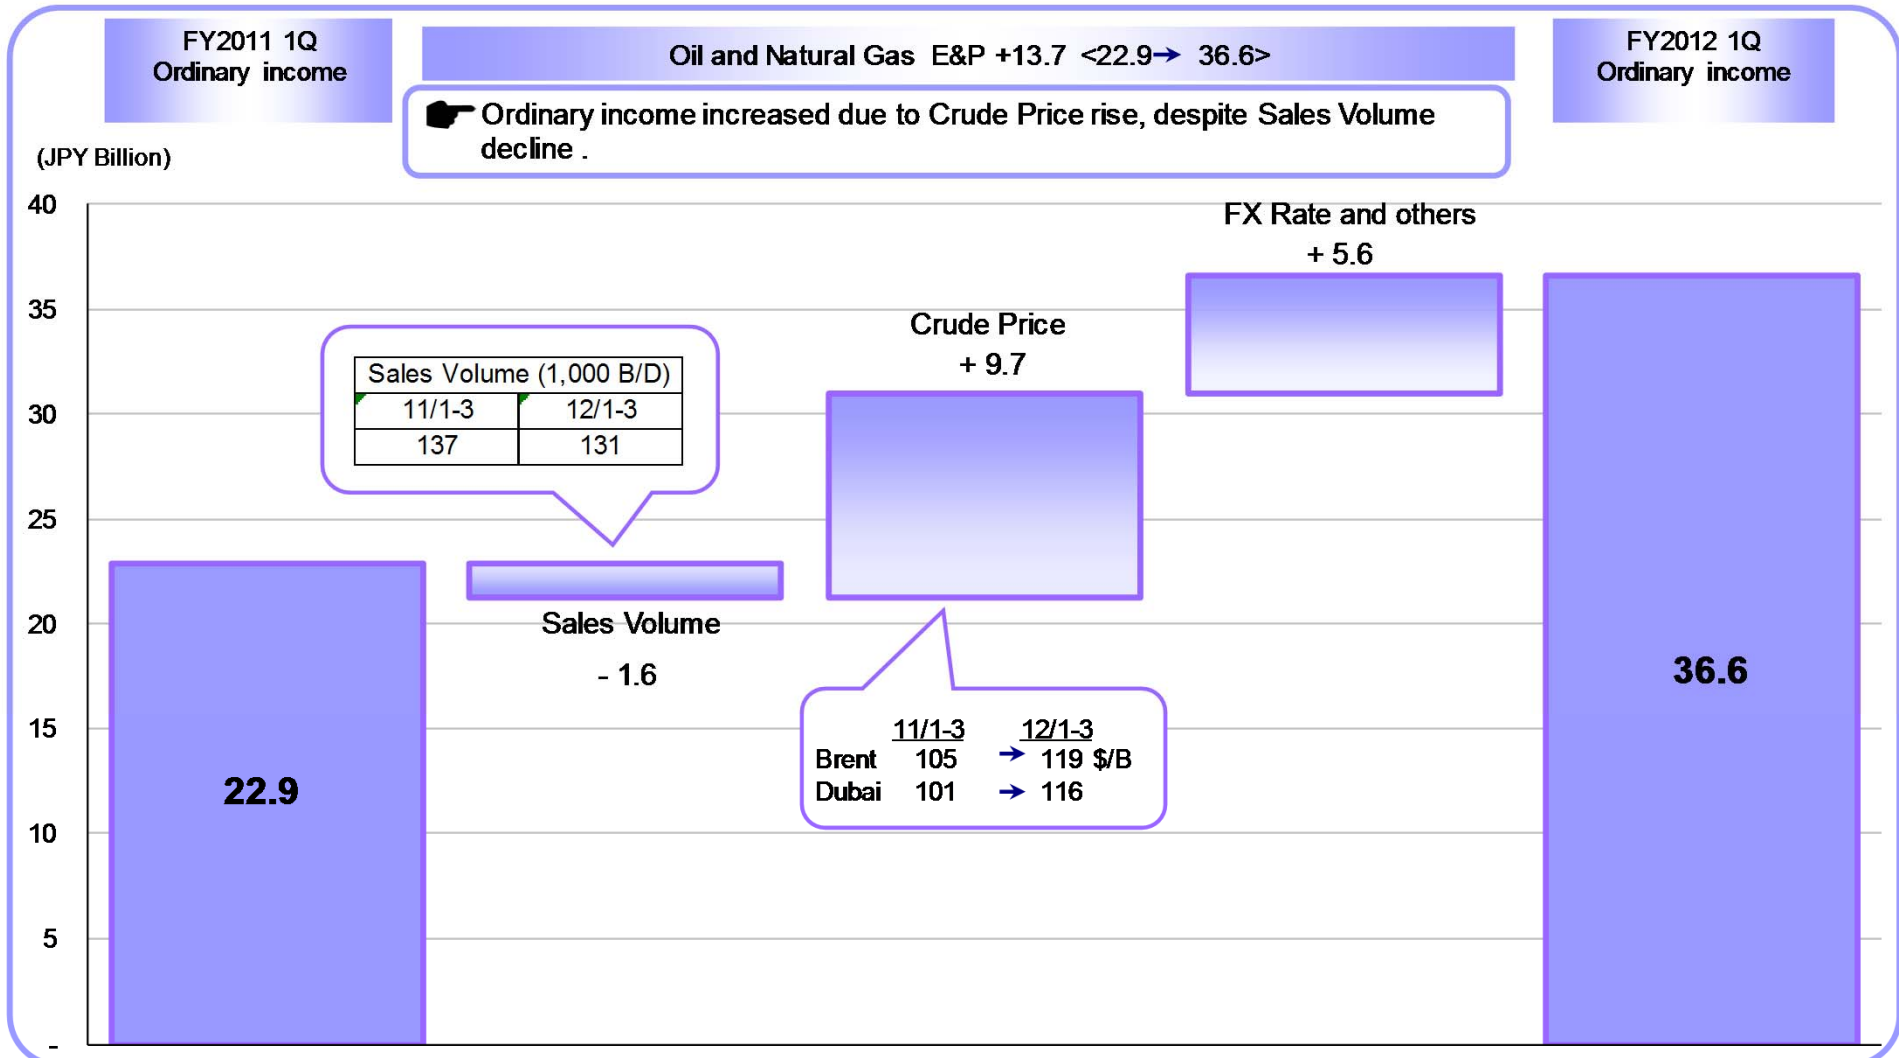 FY2011 1Q
Ordinary income
Oil and Natural Gas E&P +13.7 <22.9→ 36.6>
FY2012 1Q
Ordinary income
Ordinary income increased due to Crude Price rise, despite Sales Volume
decline .
(JPY Billion)
40
35
30
25
20
15
10
5
-
22.9
Sales Volume (1,000 B/D)
11/1-3 12/1-3
137 131
Sales Volume
- 1.6
Crude Price
+ 9.7
11/1-3 12/1-3
Brent 105 → 119 $/B
Dubai 101 → 116
FX Rate and others
+ 5.6
36.6